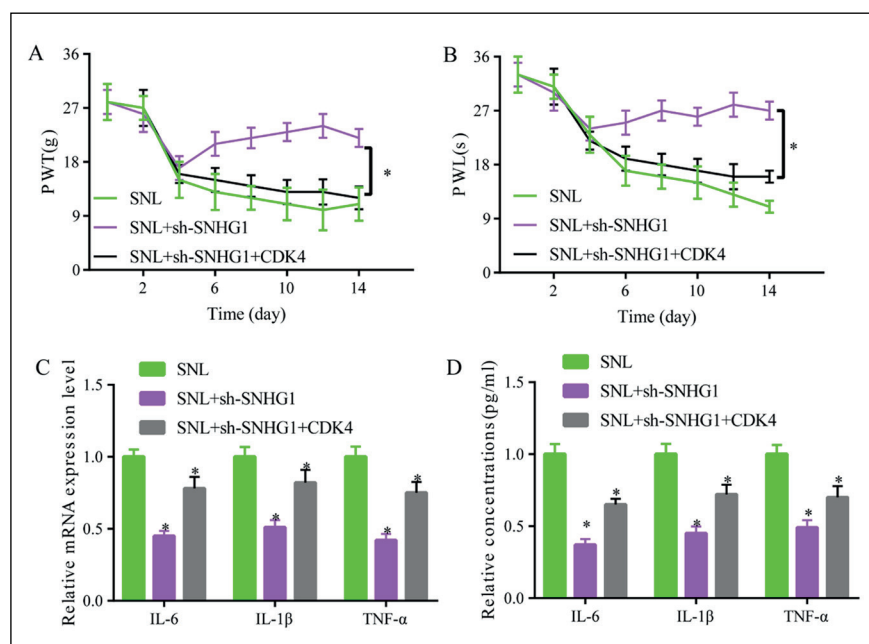 A
PWT(g)
36
27
18
9
0
SNL
SNL+sh-SNHG1
SNL+sh-SNHG1+CDK4
*
2
6
10
14
Time (day)
B
PWL(s)
36
27
18
9
0
SNL
SNL+sh-SNHG1
SNL+sh-SNHG1+CDK4
*
2
6
10
14
Time (day)
C
Relative mRNA expression level
SNL
SNL+sh-SNHG1
SNL+sh-SNHG1+CDK4
1.5
1.0
0.5
0.0
* * * * * *
IL-6 IL-1β TNF-α
D
Relative concentrations(pg/ml)
SNL
SNL+sh-SNHG1
SNL+sh-SNHG1+CDK4
1.5
1.0
0.5
0.0
* * * * * *
IL-6 IL-1β TNF-α